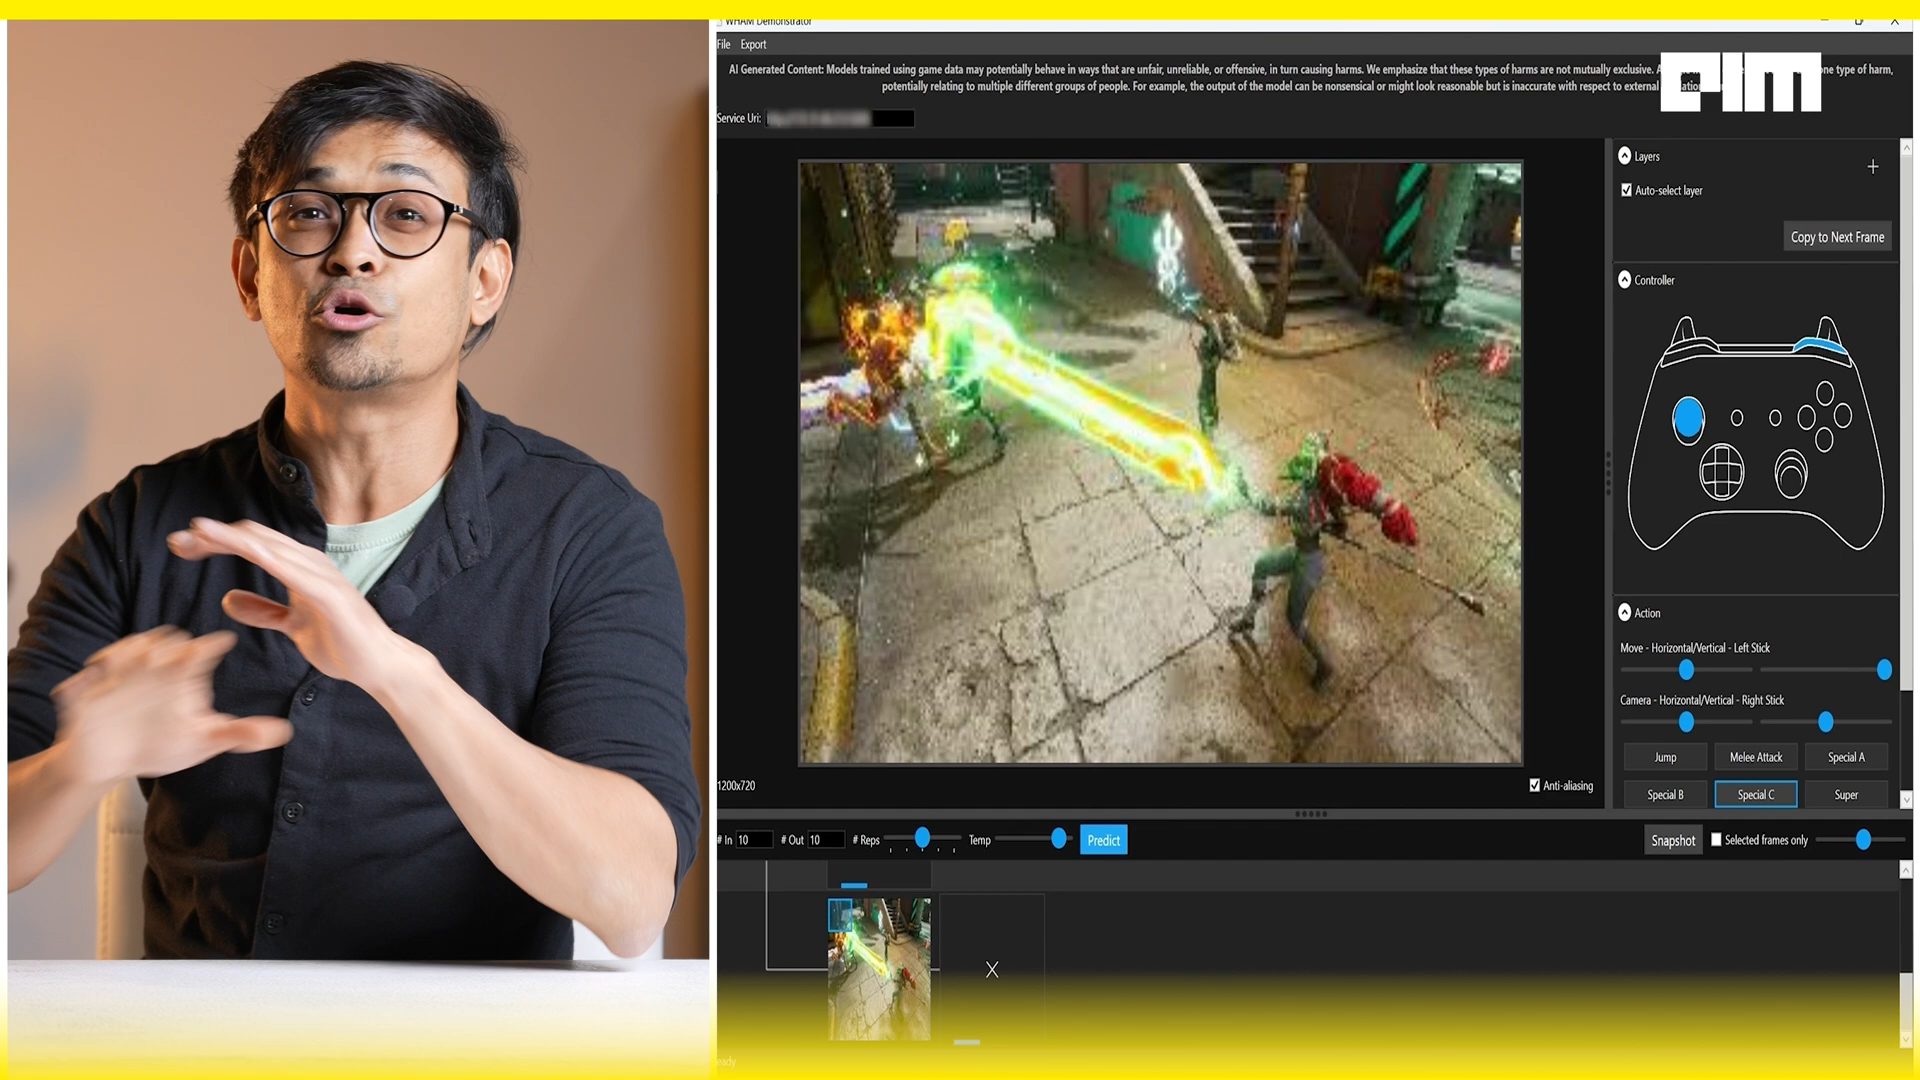 WHAM Demonstrator
File Export
AI Generated Content: Models trained using game data may potentially behave in ways that are unfair, unreliable, or offensive, in turn causing harms. We emphasize that these types of harms are not mutually exclusive. A one type of harm,
potentially relating to multiple different groups of people. For example, the output of the model can be nonsensical or might look reasonable but is inaccurate with respect to external
AIM
Service Uri:
Layers
Auto-select layer
Copy to Next Frame
Controller
Action
Move - Horizontal/Vertical - Left Stick
Camera - Horizontal/Vertical - Right Stick
Jump Melee Attack Special A
Special B Special C Super
1200x720
Anti-aliasing
# In 10 # Out 10 # Reps Temp Predict
Snapshot Selected frames only
X